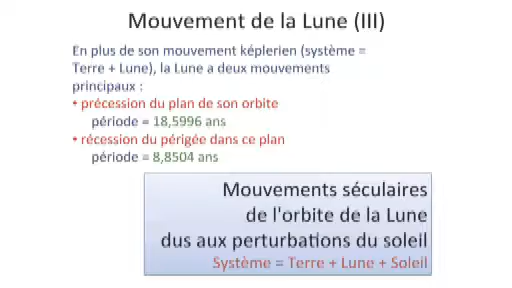 Mouvement de la Lune (III)
En plus de son mouvementképlerien (système =
Terre + Lune), la Lune a deux mouvements
principaux :
• précession du plan de son orbite
période = 18,5996 ans
• récession du périgée dans ce plan
période = 8,8504 ans
Mouvements séculaires
de l'orbite de la Lune
dus aux perturbations du soleil
Système = Terre + Lune + Soleil